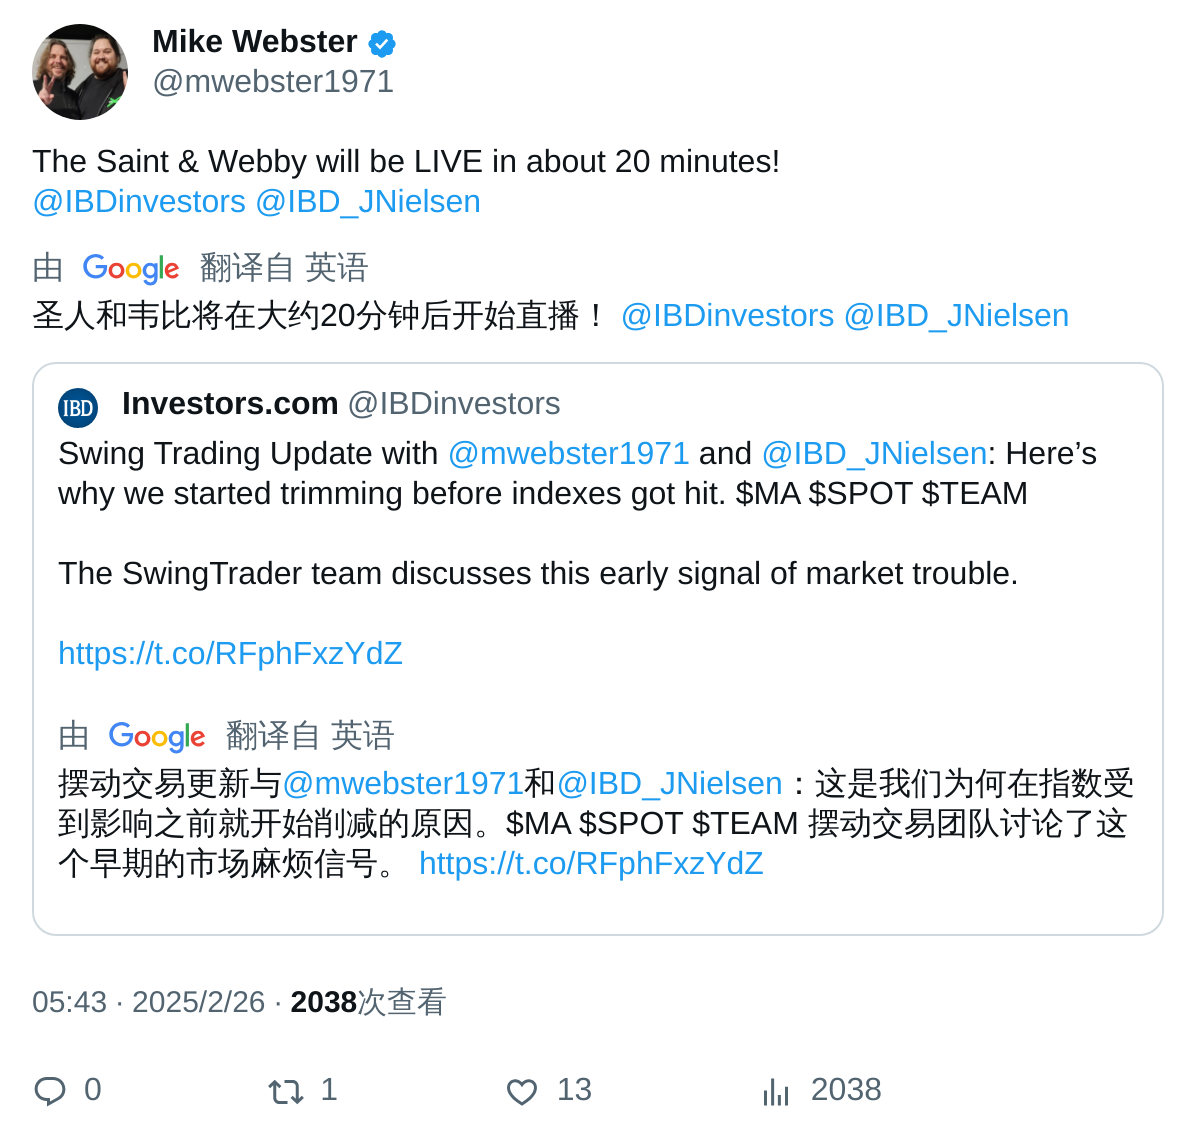 Mike Webster
@mwebster1971
The Saint & Webby will be LIVE in about 20 minutes!
@IBDinvestors @IBD_JNielsen
由 Google 翻译自 英语
圣人和韦比将在大约20分钟后开始直播！ @IBDinvestors @IBD_JNielsen
IBD Investors.com @IBDinvestors
Swing Trading Update with @mwebster1971 and @IBD_JNielsen: Here’s
why we started trimming before indexes got hit. $MA $SPOT $TEAM
The SwingTrader team discusses this early signal of market trouble.
https://t.co/RFphFxzYdZ
由 Google 翻译自 英语
摆动交易更新与@mwebster1971和@IBD_JNielsen：这是我们为何在指数受
到影响之前就开始削减的原因。$MA $SPOT $TEAM 摆动交易团队讨论了这
个早期的市场麻烦信号。 https://t.co/RFphFxzYdZ
05:43 · 2025/2/26 · 2038次查看
0 1 13 2038